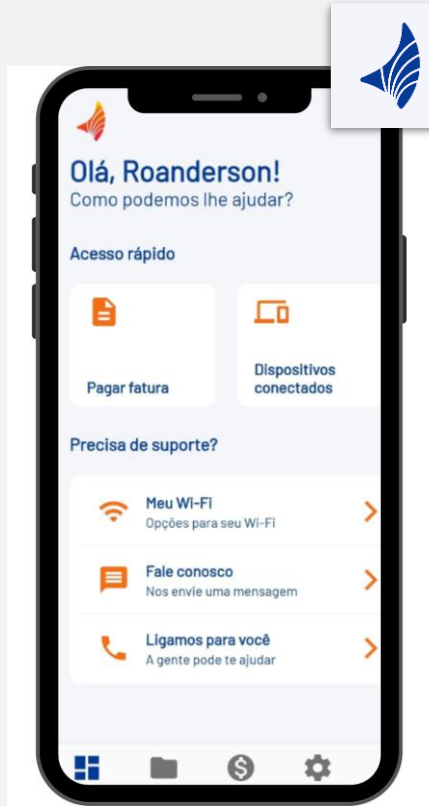 Olá, Roanderson!
Como podemos lhe ajudar?
Acesso rápido
Pagar fatura
Dispositivos
conectados
Precisa de suporte?
Meu Wi-Fi
Opções para seu Wi-Fi
Fale conosco
Nos envie uma mensagem
Ligamos para você
A gente pode te ajudar